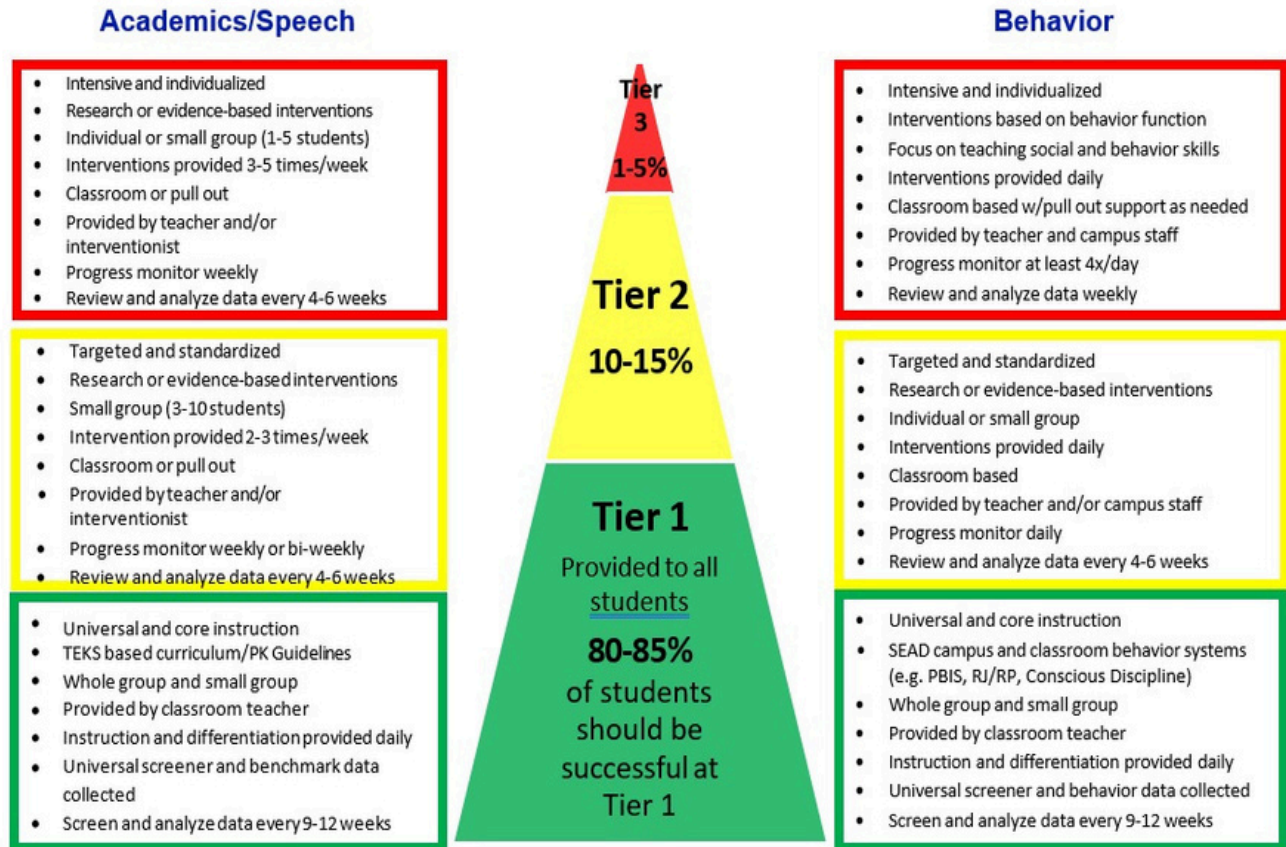 Academics/Speech
Intensive and individualized
Research or evidence-based interventions
Individual or small group (1-5 students)
Interventions provided 3-5 times/week
Classroom or pull out
Provided by teacher and/or
interventionist
Progress monitor weekly
Review and analyze data every 4-6 weeks
Targeted and standardized
Research or evidence-based interventions
Small group (3-10 students)
Intervention provided 2-3 times/week
Classroom or pull out
Provided by teacher and/or
interventionist
Progress monitor weekly or bi-weekly
Review and analyze data every 4-6 weeks
Universal and core instruction
TEKS based curriculum/PK Guidelines
Whole group and small group
Provided by classroom teacher
Instruction and differentiation provided daily
Universal screener and benchmark data
collected
Screen and analyze data every 9-12 weeks
Tier
3
1-5%
Tier 2
10-15%
Tier 1
Provided to all
students
80-85%
of students
should be
successful at
Tier 1
Behavior
Intensive and individualized
Interventions based on behavior function
Focus on teaching social and behavior skills
Interventions provided daily
Classroom based w/pull out support as needed
Provided by teacher and campus staff
Progress monitor at least 4x/day
Review and analyze data weekly
Targeted and standardized
Research or evidence-based interventions
Individual or small group
Interventions provided daily
Classroom based
Provided by teacher and/or campus staff
Progress monitor daily
Review and analyze data every 4-6 weeks
Universal and core instruction
SEAD campus and classroom behavior systems
(e.g. PBIS, RJ/RP, Conscious Discipline)
Whole group and small group
Provided by classroom teacher
Instruction and differentiation provided daily
Universal screener and behavior data collected
Screen and analyze data every 9-12 weeks